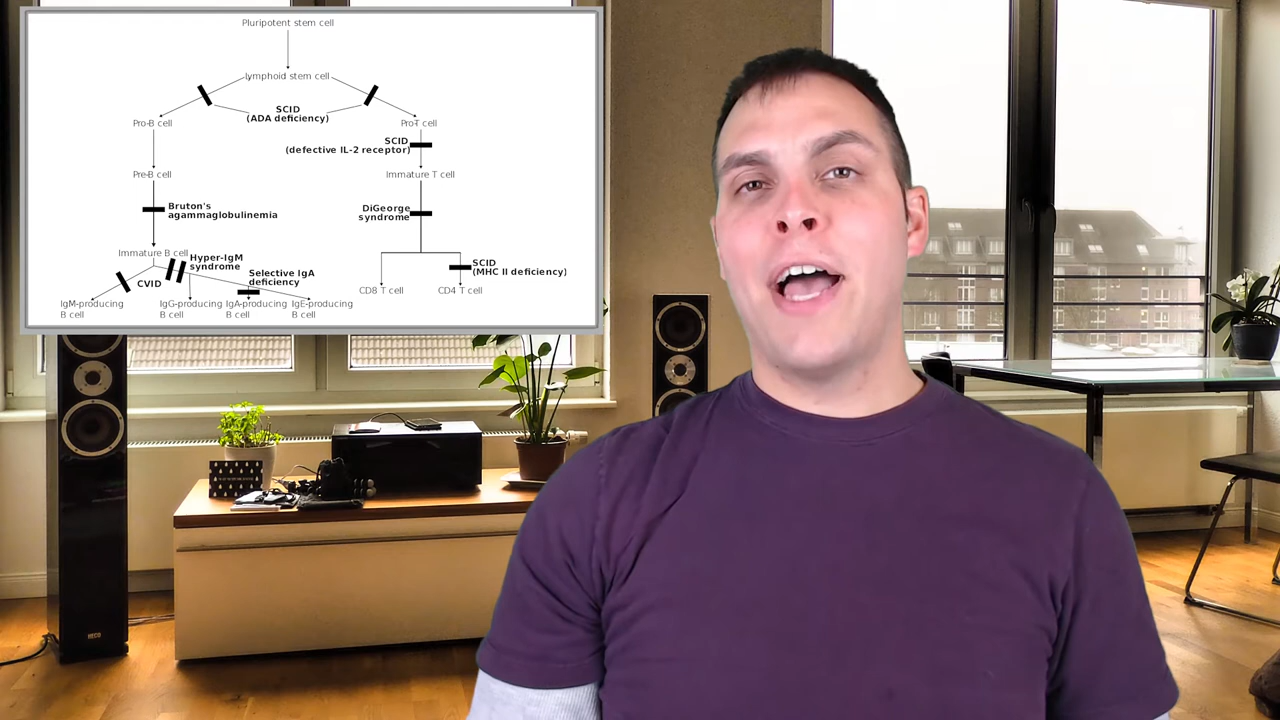 Pluripotent stem cell
Lymphoid stem cell
SCID
(ADA deficiency)
Pro-B cell
Pro-T cell
SCID
(defective IL-2 receptor)
Pre-B cell
Immature T cell
Bruton's
agammaglobulinemia
DiGeorge
syndrome
Immature B cell
Hyper-IgM
syndrome
SCID
(MHC II deficiency)
CVID
Selective IgA
deficiency
CD8 T cell
CD4 T cell
IgM-producing
B cell
IgG-producing
B cell
IgA-producing
B cell
IgE-producing
B cell
HECO